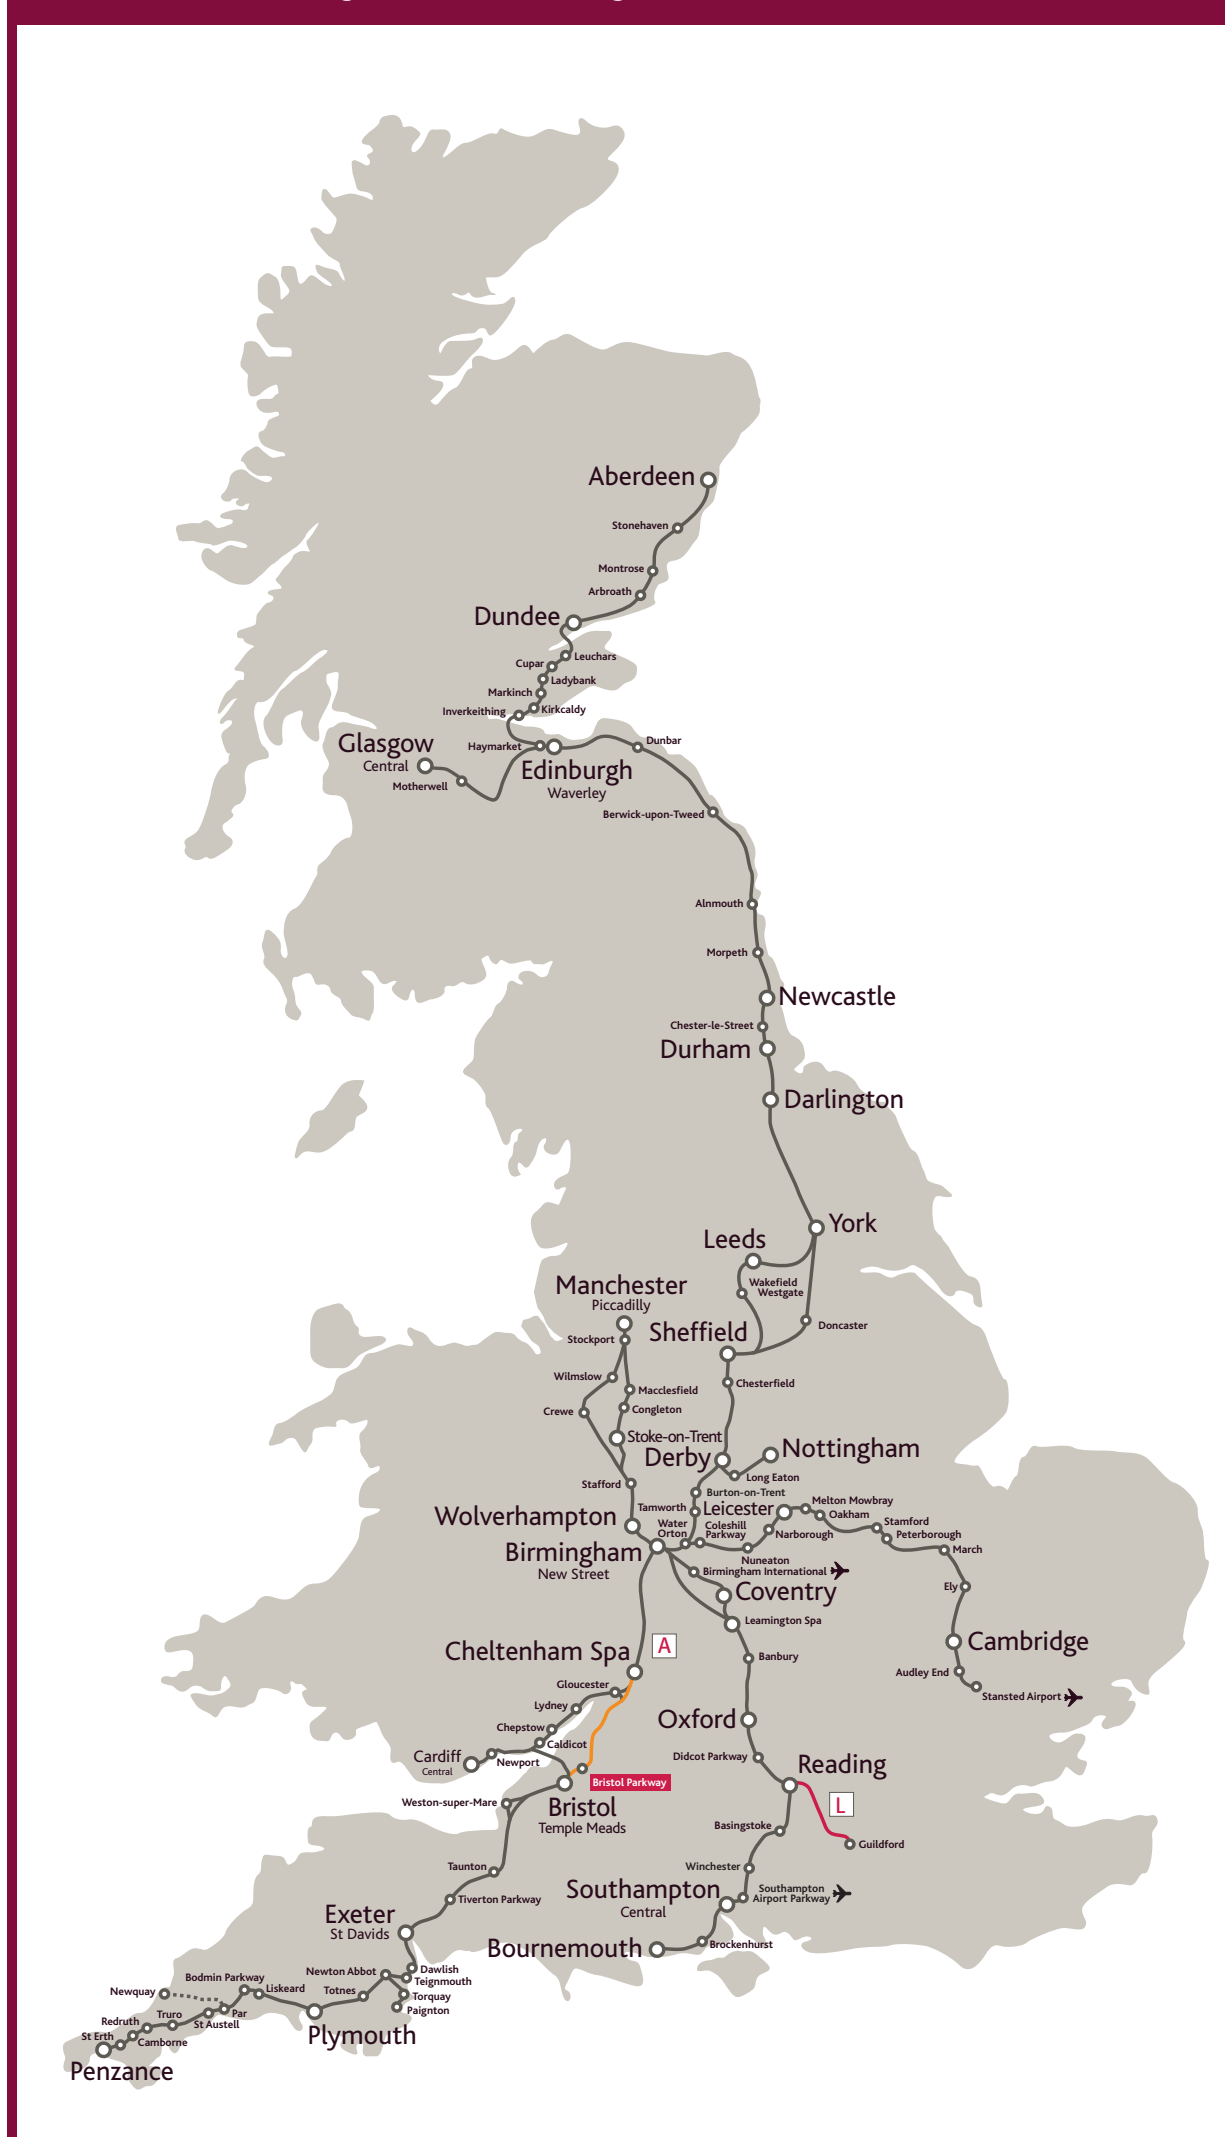 Aberdeen
Stonehaven
Montrose
Arbroath
Dundee
Leuchars
Cupar
Ladybank
Markinch
Kirkcaldy
Inverkeithing
Glasgow
Central
Motherwell
Haymarket
Edinburgh
Waverley
Dunbar
Berwick-upon-Tweed
Alnmouth
Morpeth
Newcastle
Chester-le-Street
Durham
Darlington
York
Leeds
Wakefield
Westgate
Manchester
Piccadilly
Stockport
Sheffield
Doncaster
Wilmslow
Macclesfield
Chesterfield
Crewe
Congleton
Stoke-on-Trent
Derby
Nottingham
Long Eaton
Stafford
Burton-on-Trent
Tamworth
Leicester
Melton Mowbray
Oakham
Wolverhampton
Water
Orton
Coleshill
Parkway
Narborough
Stamford
Peterborough
March
Birmingham
New Street
Nuneaton
Birmingham International
Coventry
Ely
Leamington Spa
Cheltenham Spa
A
Banbury
Cambridge
Audley End
Stansted Airport
Gloucester
Lydney
Chepstow
Caldicot
Cardiff
Central
Newport
Oxford
Didcot Parkway
Reading
Bristol Parkway
L
Weston-super-Mare
Bristol
Temple Meads
Basingstoke
Guildford
Taunton
Winchester
Tiverton Parkway
Southampton
Central
Southampton
Airport Parkway
Exeter
St Davids
Bournemouth
Brockenhurst
Newton Abbot
Dawlish
Teignmouth
Torquay
Paignton
Newquay
Bodmin Parkway
Liskeard
Totnes
Plymouth
Par
St Austell
Truro
Redruth
Camborne
St Erth
Penzance